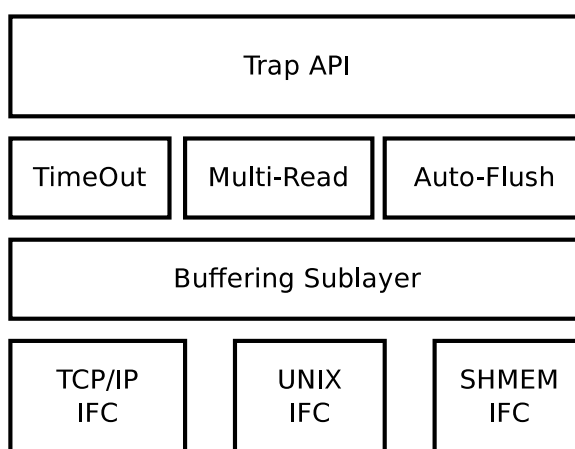 Trap API
TimeOut Multi-Read Auto-Flush
Buffering Sublayer
TCP/IP UNIX SHMEM
IFC IFC IFC